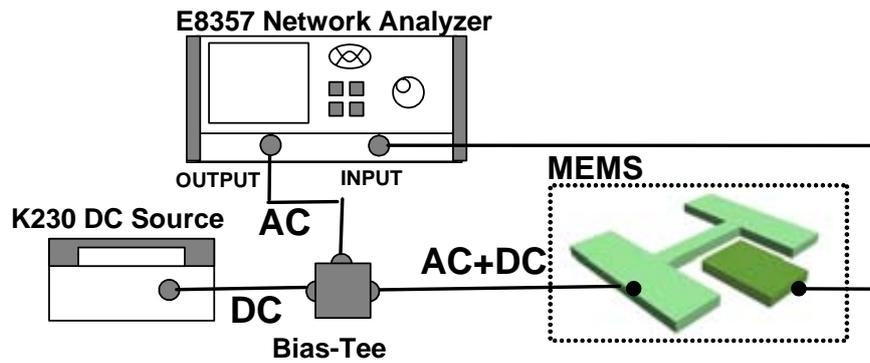 E8357 Network Analyzer
OUTPUT
INPUT
MEMS
K230 DC Source
AC
AC+DC
DC
Bias-Tee